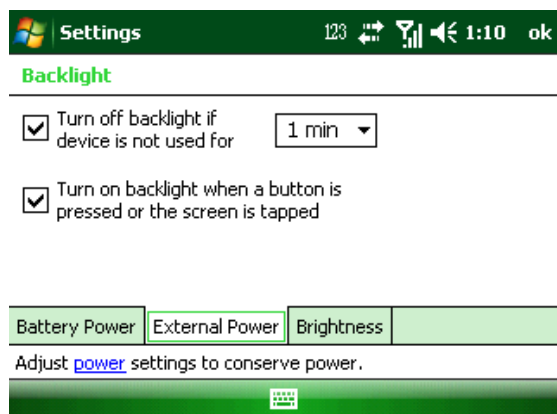 Settings 123 1:10 ok
Backlight
Turn off backlight if
device is not used for 1 min
Turn on backlight when a button is
pressed or the screen is tapped
Battery Power External Power Brightness
Adjust power settings to conserve power.